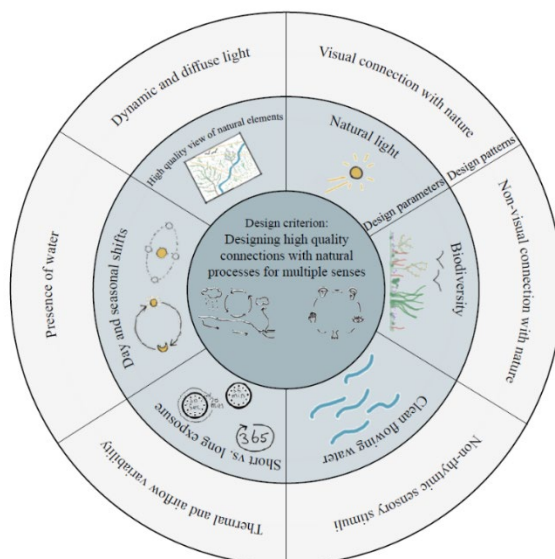 Dynamic and diffuse light
Visual connection with nature
Design patterns
Non-visual connection with nature
Non-rhytmic sensory stimuli
Thermal and airflow variability
Presence of water
High quality view of natural elements
Natural light
Design parameters
Biodiversity
Clean flowing water
Short vs. long exposure
365
Day and seasonal shifts
Design criterion:
Designing high quality
connections with natural
processes for multiple senses